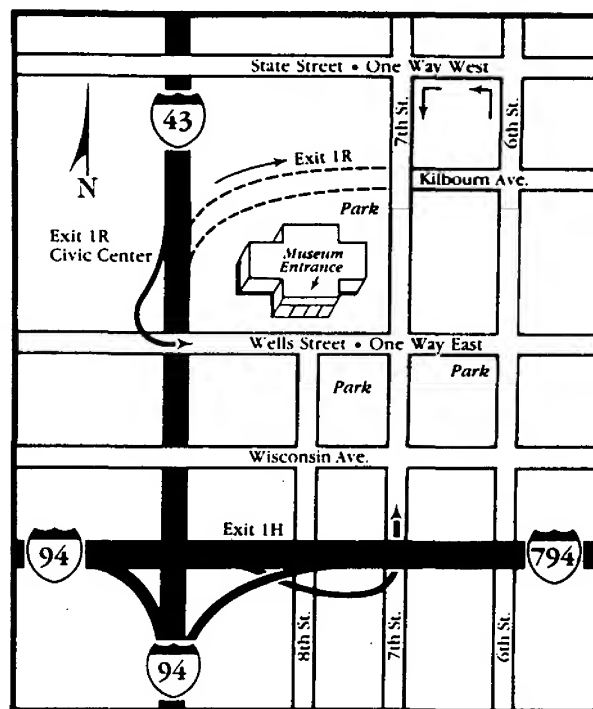 State Street • One Way West
43
7th St.
6th St.
N
Exit 1R
Kilbourn Ave.
Park
Exit 1R
Civic Center
Museum
Entrance
Wells Street • One Way East
Park
Park
Wisconsin Ave.
Exit 1H
94
794
8th St.
7th St.
6th St.
94